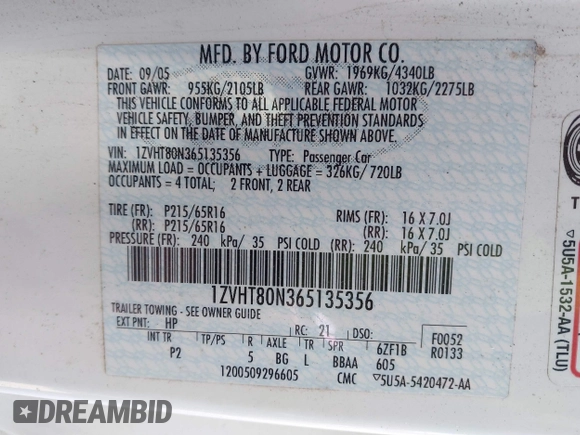 MFD. BY FORD MOTOR CO.
DATE: 09/05 GVWR: 1969KG/4340LB
FRONT GAWR: 955KG/2105LB REAR GAWR: 1032KG/2275LB
THIS VEHICLE CONFORMS TO ALL APPLICABLE FEDERAL MOTOR
VEHICLE SAFETY, BUMPER, AND THEFT PREVENTION STANDARDS
IN EFFECT ON THE DATE OF MANUFACTURE SHOWN ABOVE.
VIN: 1ZVHT80N365135356 TYPE: Passenger Car
MAXIMUM LOAD = OCCUPANTS + LUGGAGE = 326KG/720LB
OCCUPANTS = 4 TOTAL; 2 FRONT, 2 REAR
TIRE (FR): P215/65R16 RIMS (FR): 16 X 7.0J
(RR): P215/65R16 (RR): 16 X 7.0J
PRESSURE (FR): 240 kPa/ 35 PSI COLD (RR): 240 kPa/ 35 PSI COLD
1ZVHT80N365135356
TRAILER TOWING - SEE OWNER GUIDE
EXT PNT: HP RC: 21 DSO: F0052
INT TR TP/PS R AXLE TR SPR 6ZF1B R0133
P2 5 BG L BBAA 605
1200509296605 CMC ▽5U5A-5420472-AA
▽5U5A-1532-AA (TLU)
DREAMBID